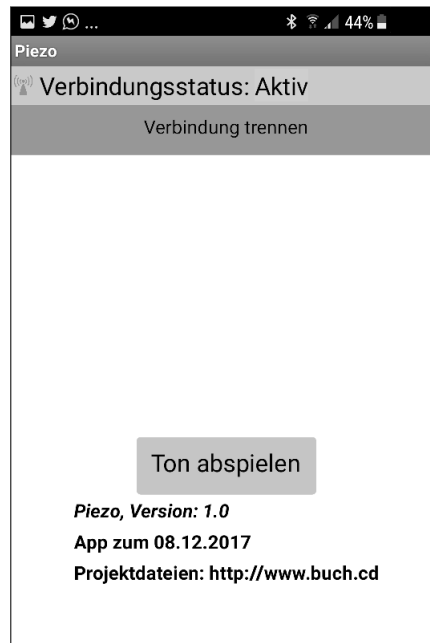 ... 44%
Piezo
Verbindungsstatus: Aktiv
Verbindung trennen
Ton abspielen
Piezo, Version: 1.0
App zum 08.12.2017
Projektdateien: http://www.buch.cd